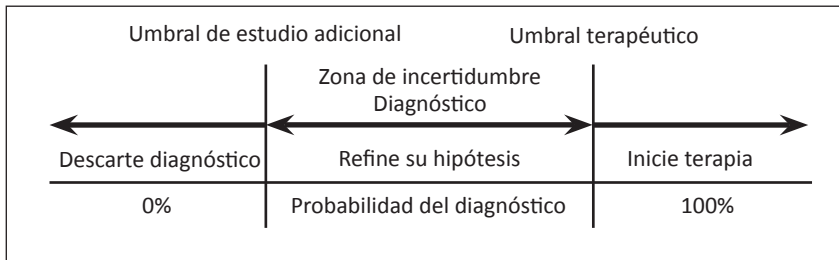 Umbral de estudio adicional Umbral terapéutico
Zona de incertidumbre
Diagnóstico
Descarte diagnóstico Refine su hipótesis Inicie terapia
0% Probabilidad del diagnóstico 100%